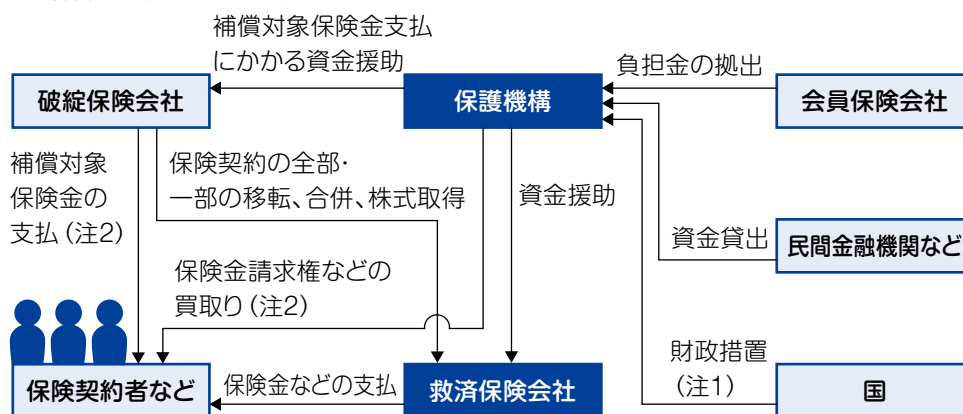 補償対象保険金支払
にかかる資金援助
負担金の拠出
破綻保険会社
保護機構
会員保険会社
補償対象
保険金の
支払（注2）
保険契約の全部・
一部の移転、合併、株式取得
資金援助
資金貸出
民間金融機関など
保険金請求権などの
買取り（注2）
財政措置
（注1）
保険契約者など
保険金などの支払
救済保険会社
国